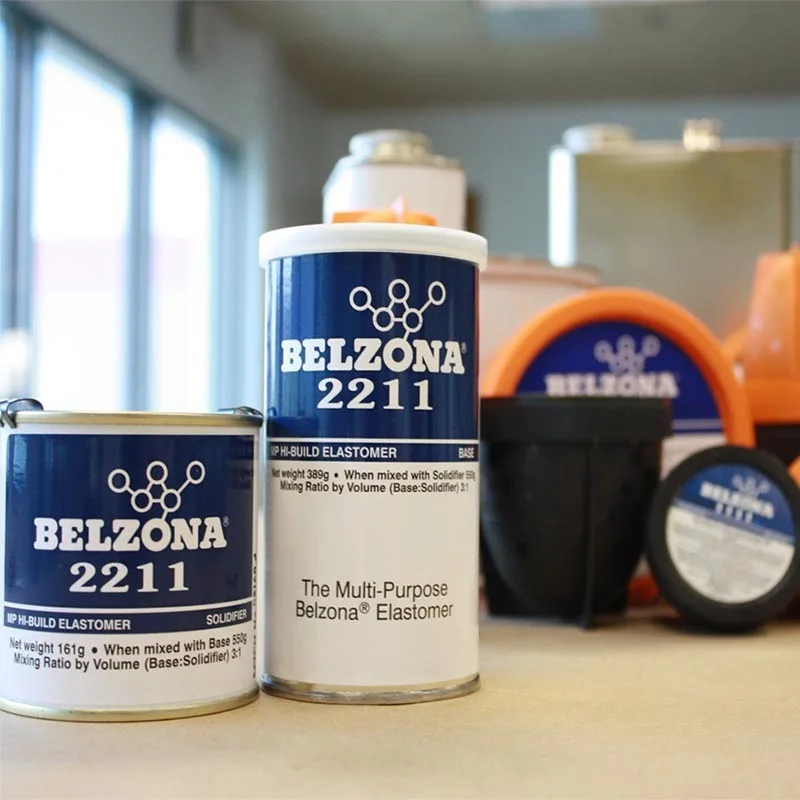 BELZONA®
2211
MP HI-BUILD ELASTOMER SOLIDIFIER
Net weight 161g • When mixed with Base 550g
Mixing Ratio by Volume (Base:Solidifier) 3:1
BELZONA®
2211
MP HI-BUILD ELASTOMER BASE
Net weight 389g • When mixed with Solidifier 550g
Mixing Ratio by Volume (Base:Solidifier) 3:1
The Multi-Purpose
Belzona® Elastomer
BELZONA
BELZONA